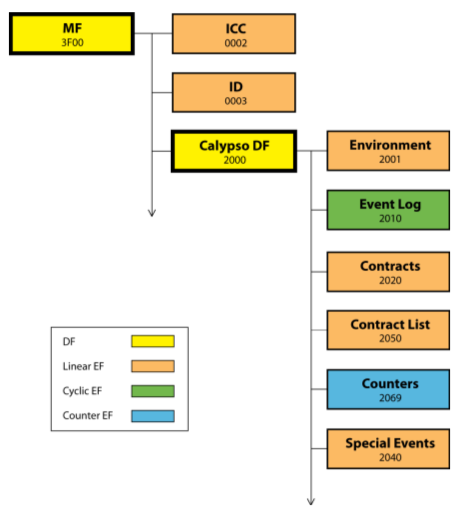 MF
3F00
ICC
0002
ID
0003
Calypso DF
2000
Environment
2001
Event Log
2010
Contracts
2020
Contract List
2050
Counters
2069
Special Events
2040
DF
Linear EF
Cyclic EF
Counter EF